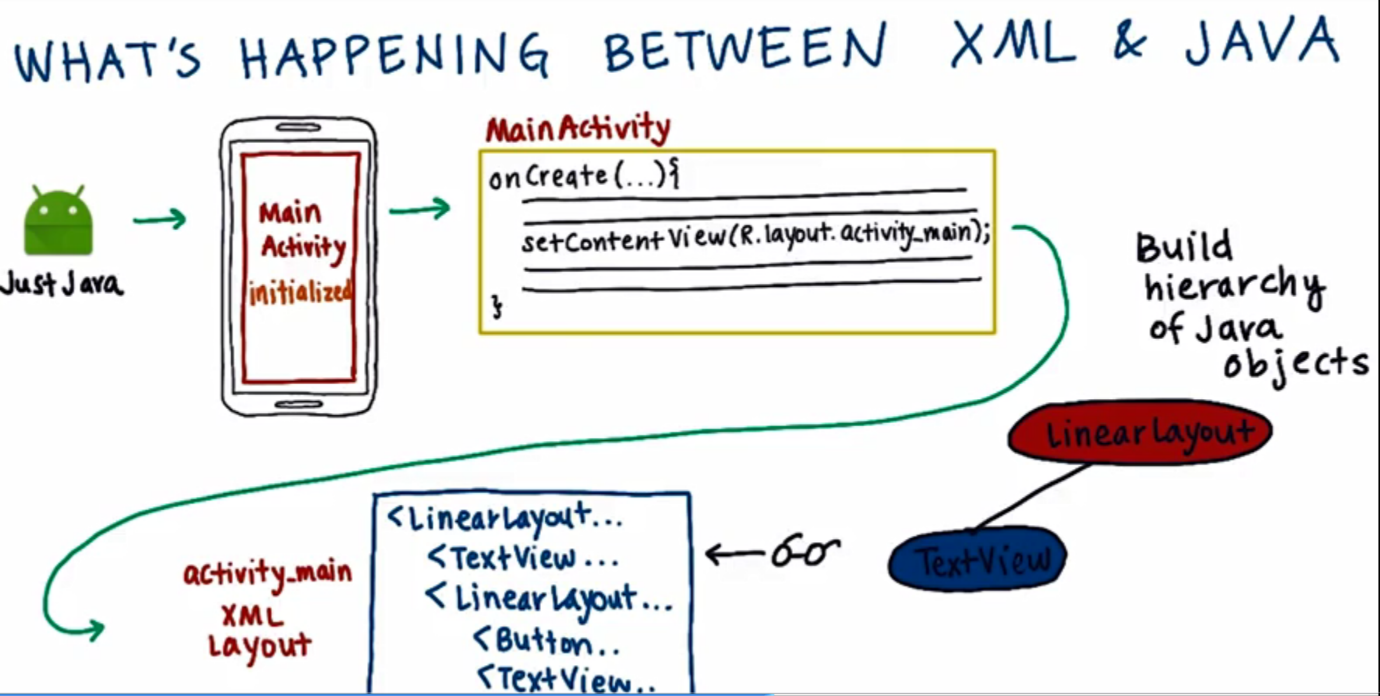 WHAT'S HAPPENING BETWEEN XML & JAVA
Just Java
Main
Activity
initialized
MainActivity
onCreate(...){
setContentView(R.layout.activity_main);
}
Build
hierarchy
of Java
objects
LinearLayout
TextView
activity_main
XML
Layout
<LinearLayout...
<TextView...
<LinearLayout...
<Button..
<TextView..